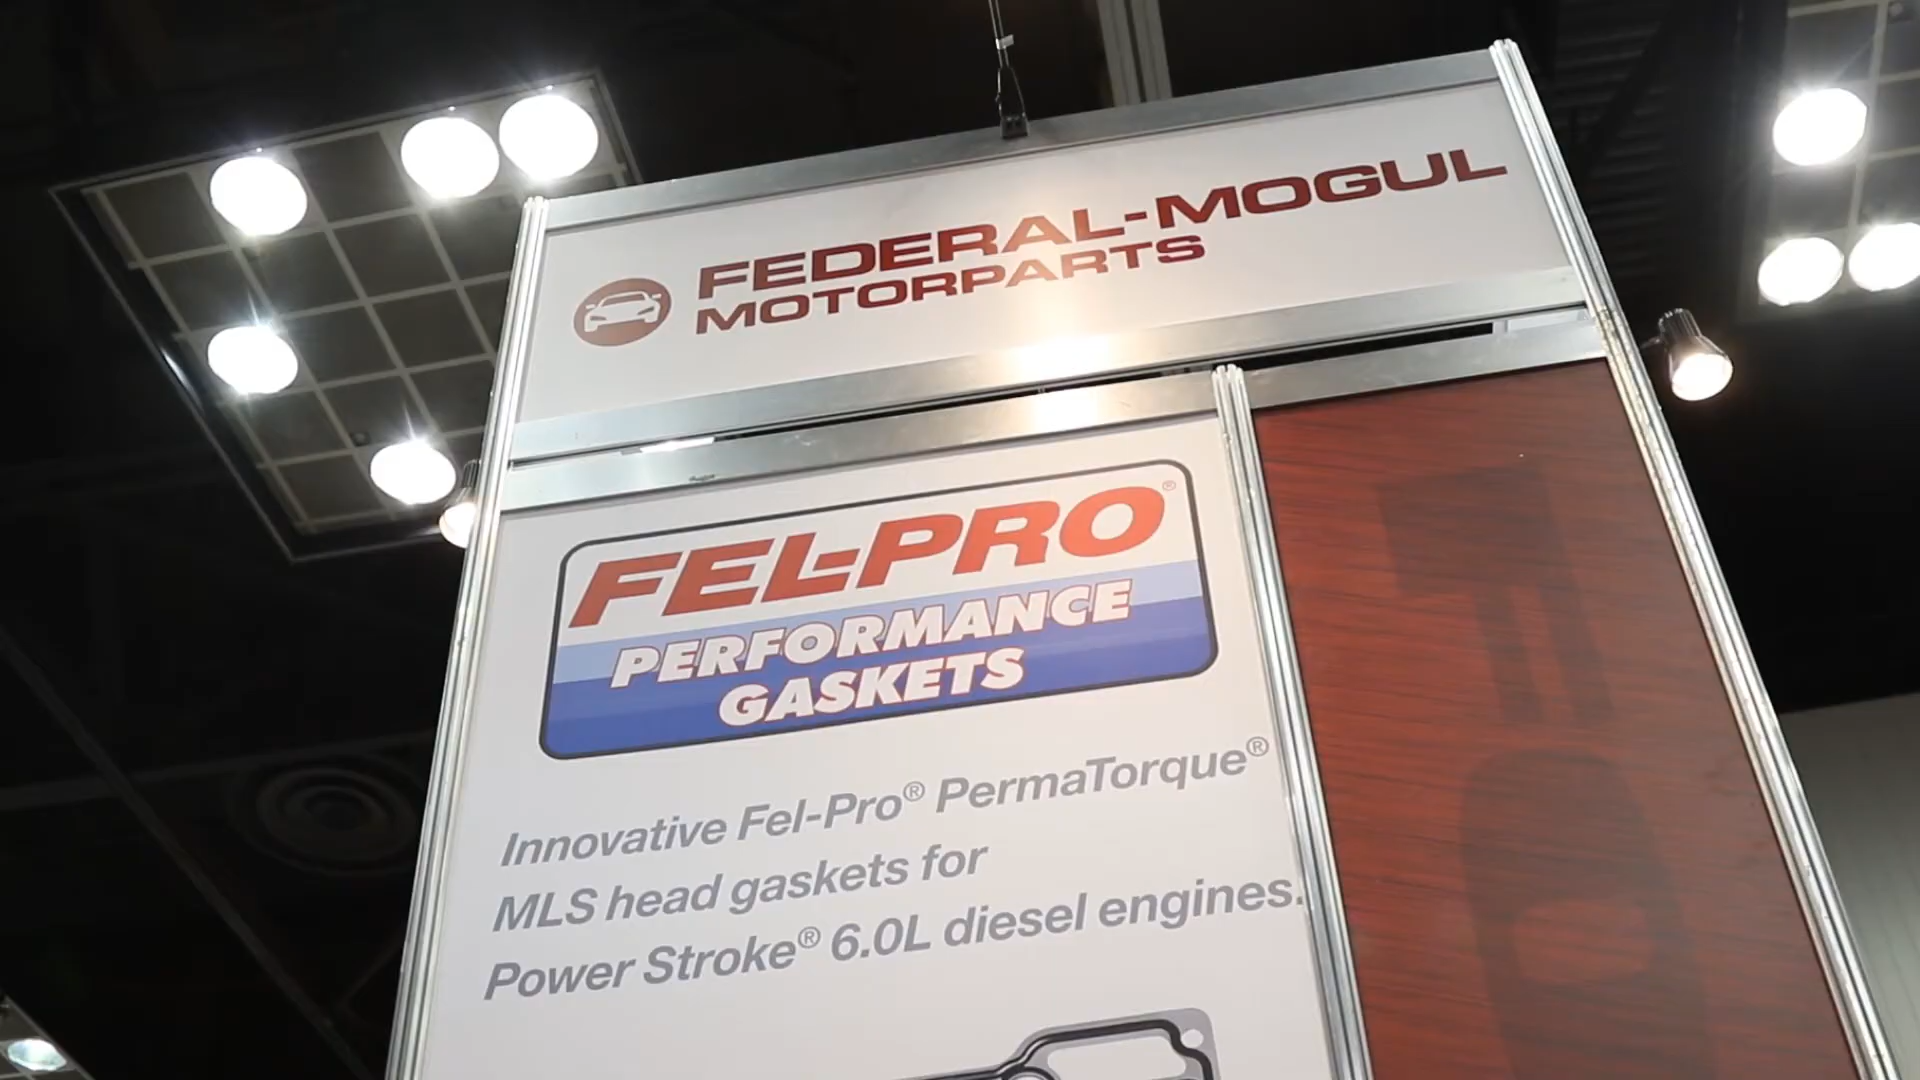 FEDERAL-MOGUL
MOTORPARTS
FEL-PRO®
PERFORMANCE
GASKETS
Innovative Fel-Pro® PermaTorque®
MLS head gaskets for
Power Stroke® 6.0L diesel engines.